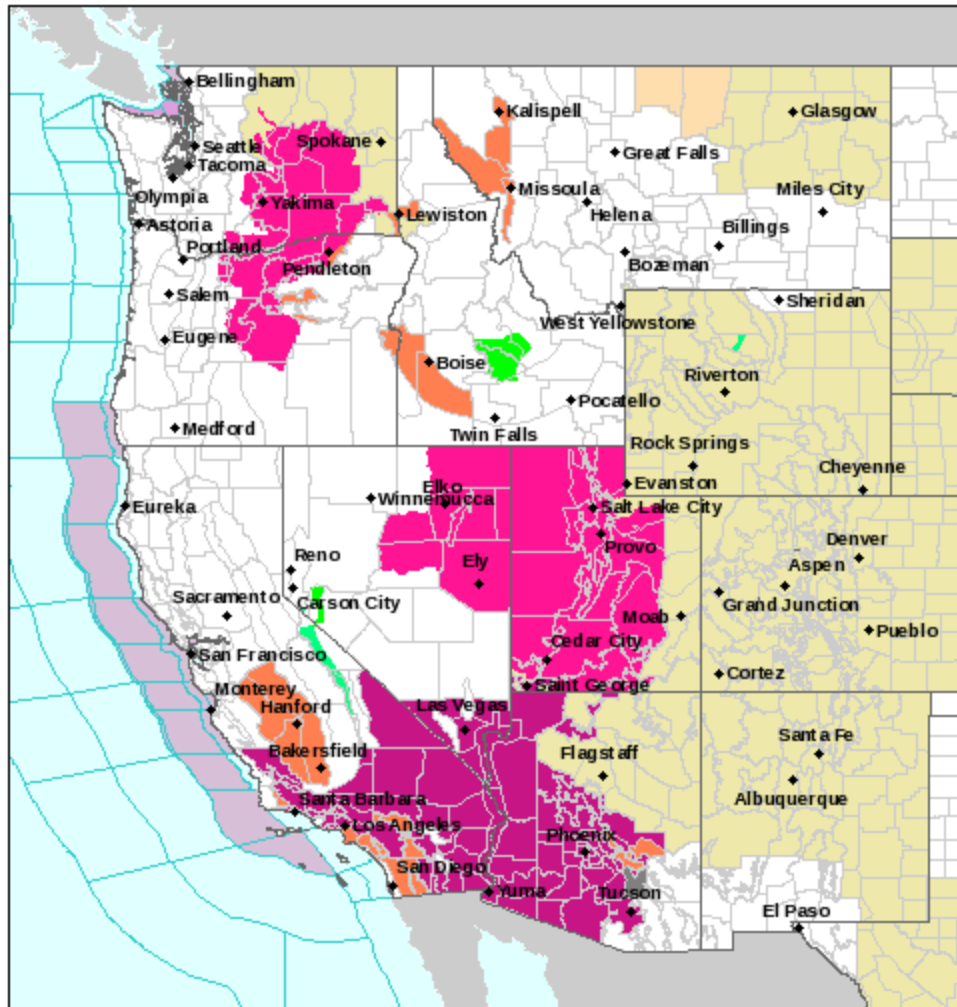 Bellingham
Kalispell
Glasgow
Seattle
Spokane
Great Falls
Tacoma
Missoula
Miles City
Olympia
Yakima
Lewiston
Helena
Astoria
Billings
Portland
Pendleton
Bozeman
Salem
Sheridan
West Yellowstone
Eugene
Boise
Riverton
Pocatello
Medford
Twin Falls
Rock Springs
Cheyenne
Elko
Evanston
Winnemucca
Eureka
Salt Lake City
Denver
Provo
Reno
Ely
Aspen
Sacramento
Carson City
Grand Junction
Moab
Pueblo
Cedar City
San Francisco
Cortez
Monterey
Saint George
Hanford
Las Vegas
Santa Fe
Bakersfield
Flagstaff
Santa Barbara
Albuquerque
Los Angeles
Phoenix
San Diego
Yuma
Tucson
El Paso